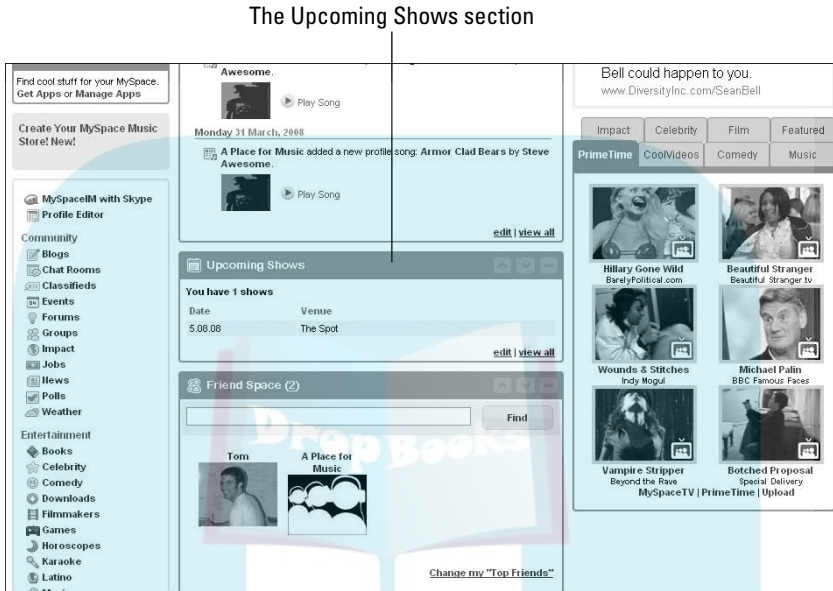 The Upcoming Shows section
Find cool stuff for your MySpace.
Get Apps or Manage Apps
Create Your MySpace Music
Store! New!
MySpaceIM with Skype
Profile Editor
Community
Blogs
Chat Rooms
Classifieds
Events
Forums
Groups
Impact
Jobs
News
Polls
Weather
Entertainment
Books
Celebrity
Comedy
Downloads
Filmmakers
Games
Horoscopes
Karaoke
Latino
Awesome.
Play Song
Monday 31 March, 2008
A Place for Music added a new profile song: Armor Clad Bears by Steve
Awesome.
Play Song
edit | view all
Upcoming Shows
You have 1 shows
Date Venue
5.08.08 The Spot
edit | view all
Friend Space (2)
Find
Drop Books
Tom
A Place for
Music
Change my "Top Friends"
Bell could happen to you.
www.DiversityInc.com/SeanBell
Impact Celebrity Film Featured
PrimeTime CoolVideos Comedy Music
Hillary Gone Wild
BarelyPolitical.com
Beautiful Stranger
Beautiful Stranger.tv
Wounds & Stitches
Indy Mogul
Michael Palin
BBC Famous Faces
Vampire Stripper
Beyond the Rave
Botched Proposal
Special Delivery
MySpaceTV | PrimeTime | Upload